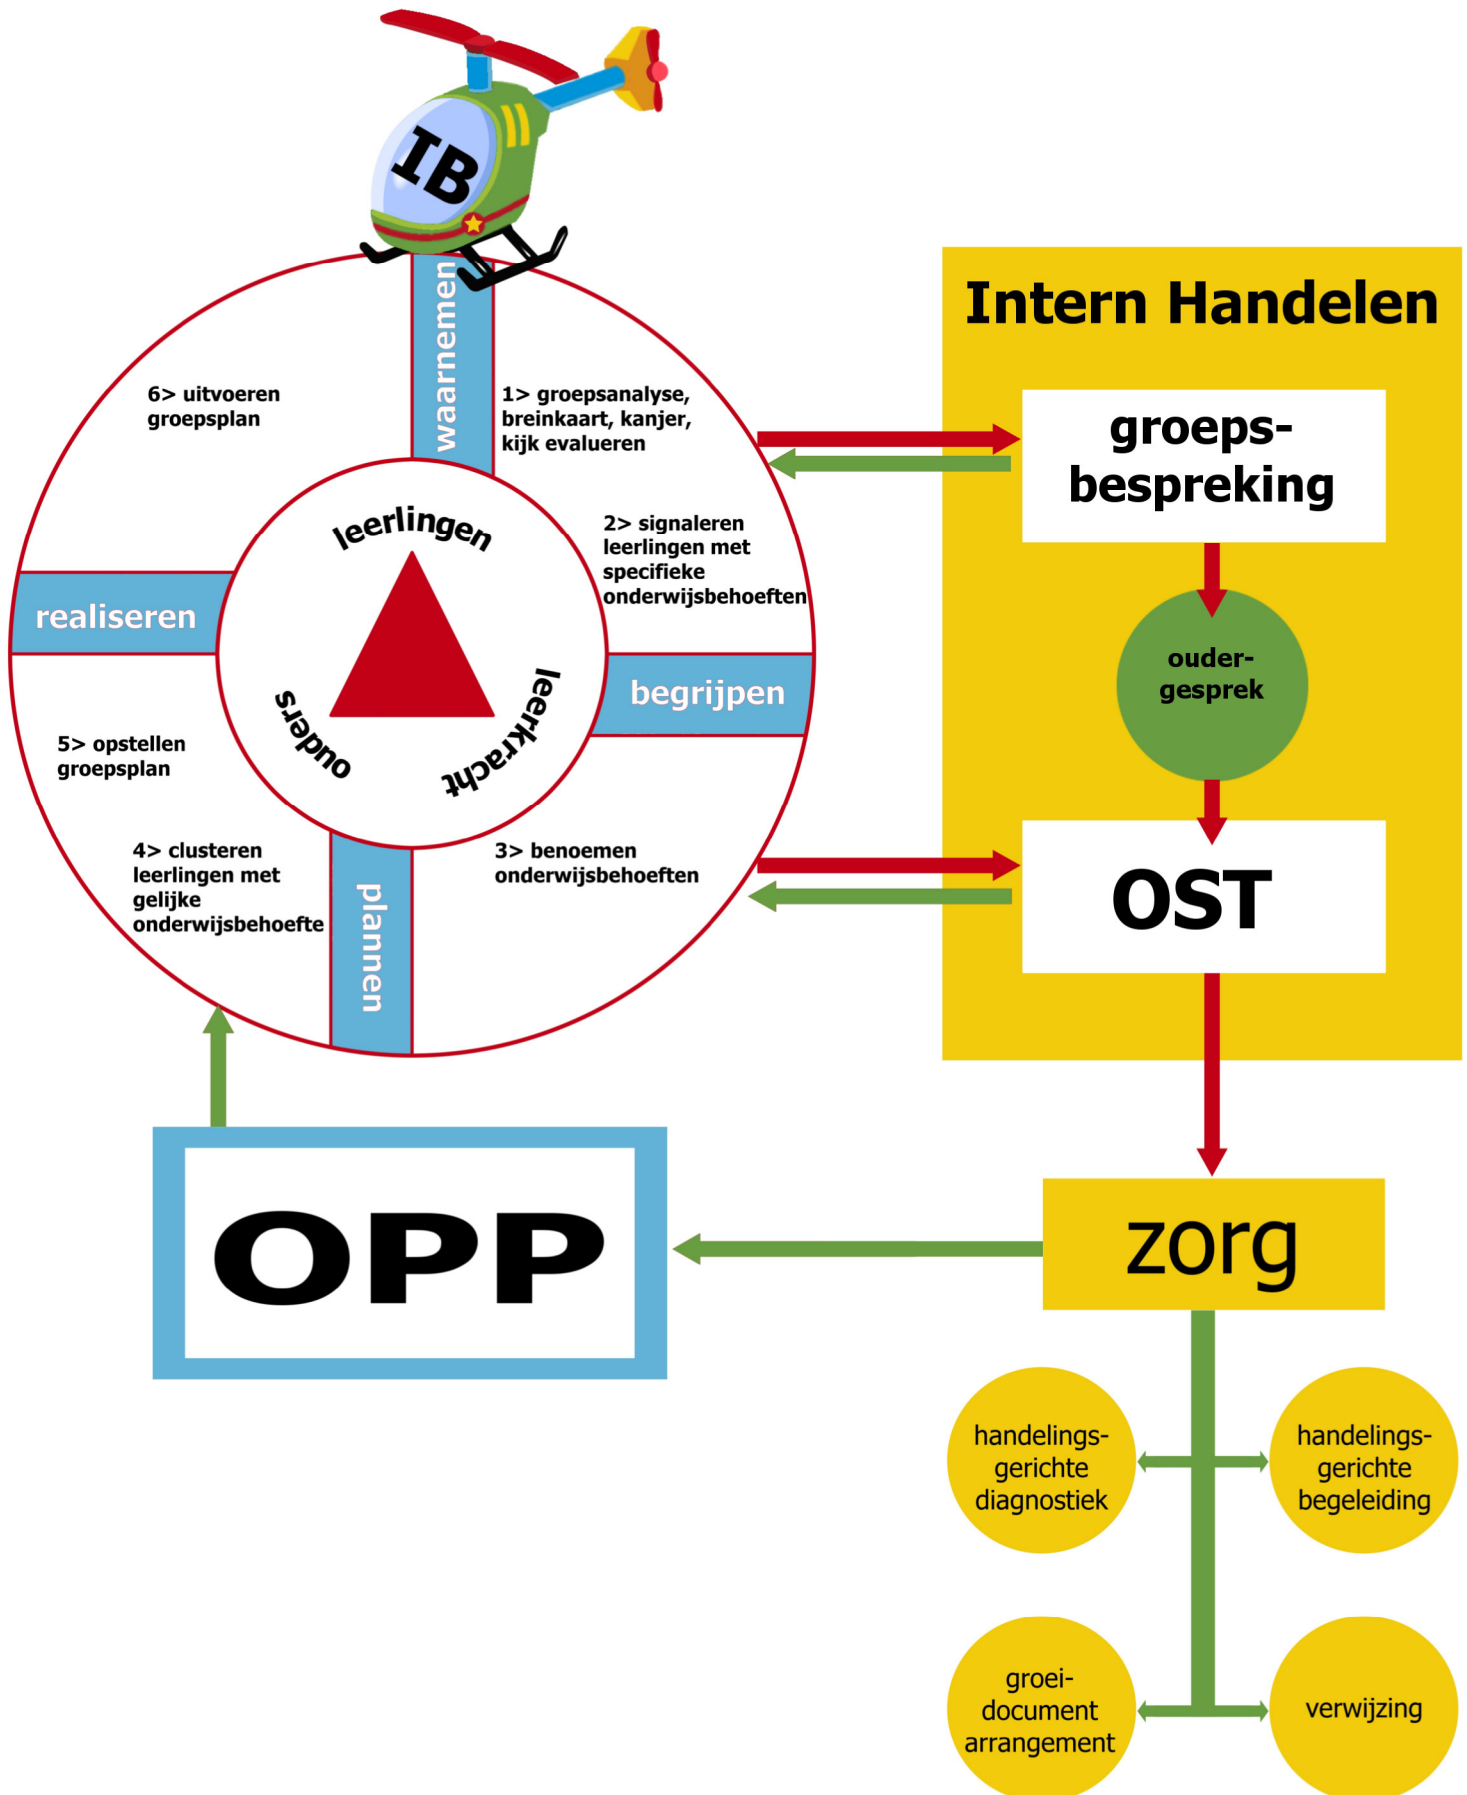 IB
waarnemen
1> groepsanalyse,
breinkaart, kanjer,
kijk evalueren
2> signaleren
leerlingen met
specifieke
onderwijsbehoeften
begrijpen
3> benoemen
onderwijsbehoeften
plannen
4> clusteren
leerlingen met
gelijke
onderwijsbehoefte
5> opstellen
groepsplan
realiseren
6> uitvoeren
groepsplan
leerlingen
leerkracht
ouders
Intern Handelen
groeps-
bespreking
ouder-
gesprek
OST
zorg
OPP
handelings-
gerichte
diagnostiek
handelings-
gerichte
begeleiding
groei-
document
arrangement
verwijzing